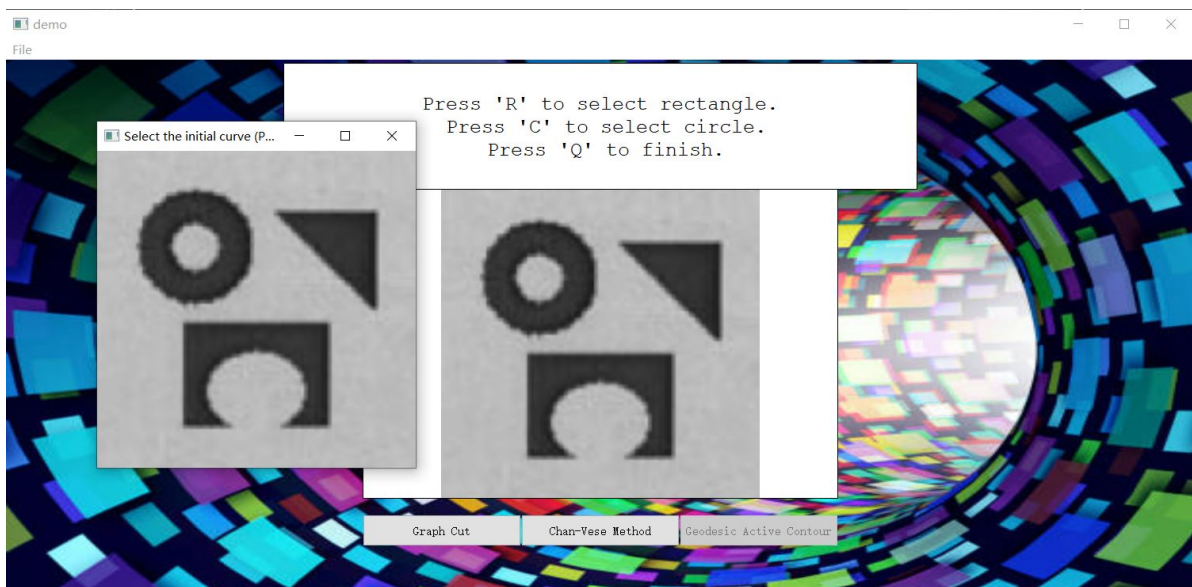 demo
File
Press 'R' to select rectangle.
Press 'C' to select circle.
Press 'Q' to finish.
Select the initial curve (P...
Graph Cut
Chan-Vese Method
Geodesic Active Contour